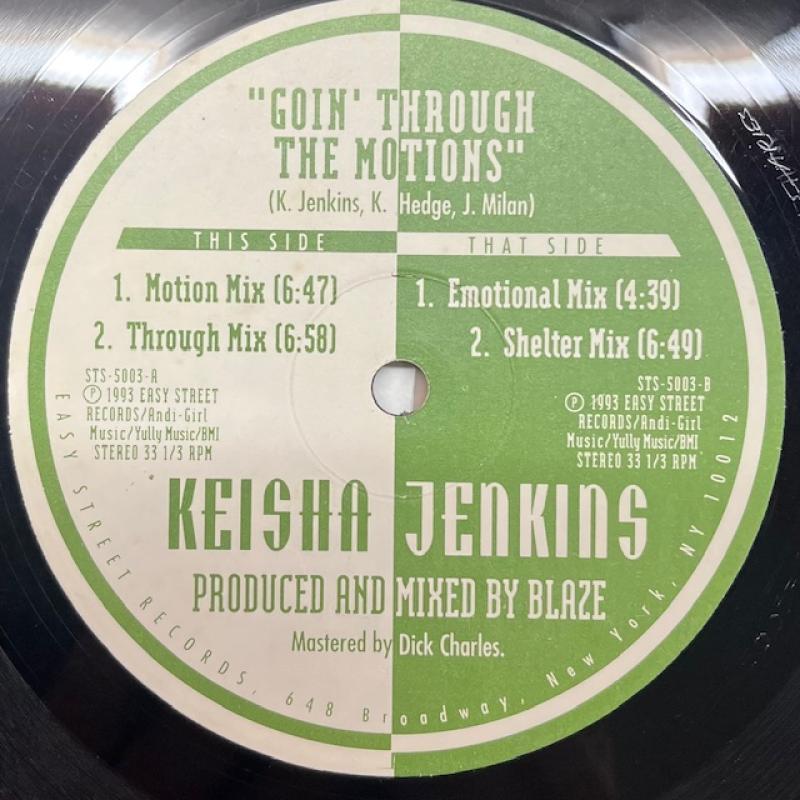 "GOIN' THROUGH
THE MOTIONS"
(K. Jenkins, K. Hedge, J. Milan)
THIS SIDE
1. Motion Mix (6:47)
2. Through Mix (6:58)
STS-5003-A
Ⓟ 1993 EASY STREET
RECORDS/Andi-Girl
Music/Yully Music/BMI
STEREO 33 1/3 RPM
THAT SIDE
1. Emotional Mix (4:39)
2. Shelter Mix (6:49)
STS-5003-B
Ⓟ 1993 EASY STREET
RECORDS/Andi-Girl
Music/Yully Music/BMI
STEREO 33 1/3 RPM
KEISHA JENKINS
PRODUCED AND MIXED BY BLAZE
Mastered by Dick Charles.
EASY STREET RECORDS, 648 Broadway, New York, NY 10012